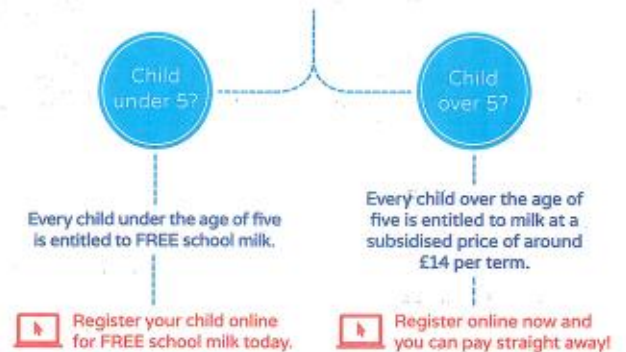 Child
under 5?
Child
over 5?
Every child under the age of five
is entitled to FREE school milk.
Every child over the age of
five is entitled to milk at a
subsidised price of around
£14 per term.
Register your child online
for FREE school milk today.
Register online now and
you can pay straight away!